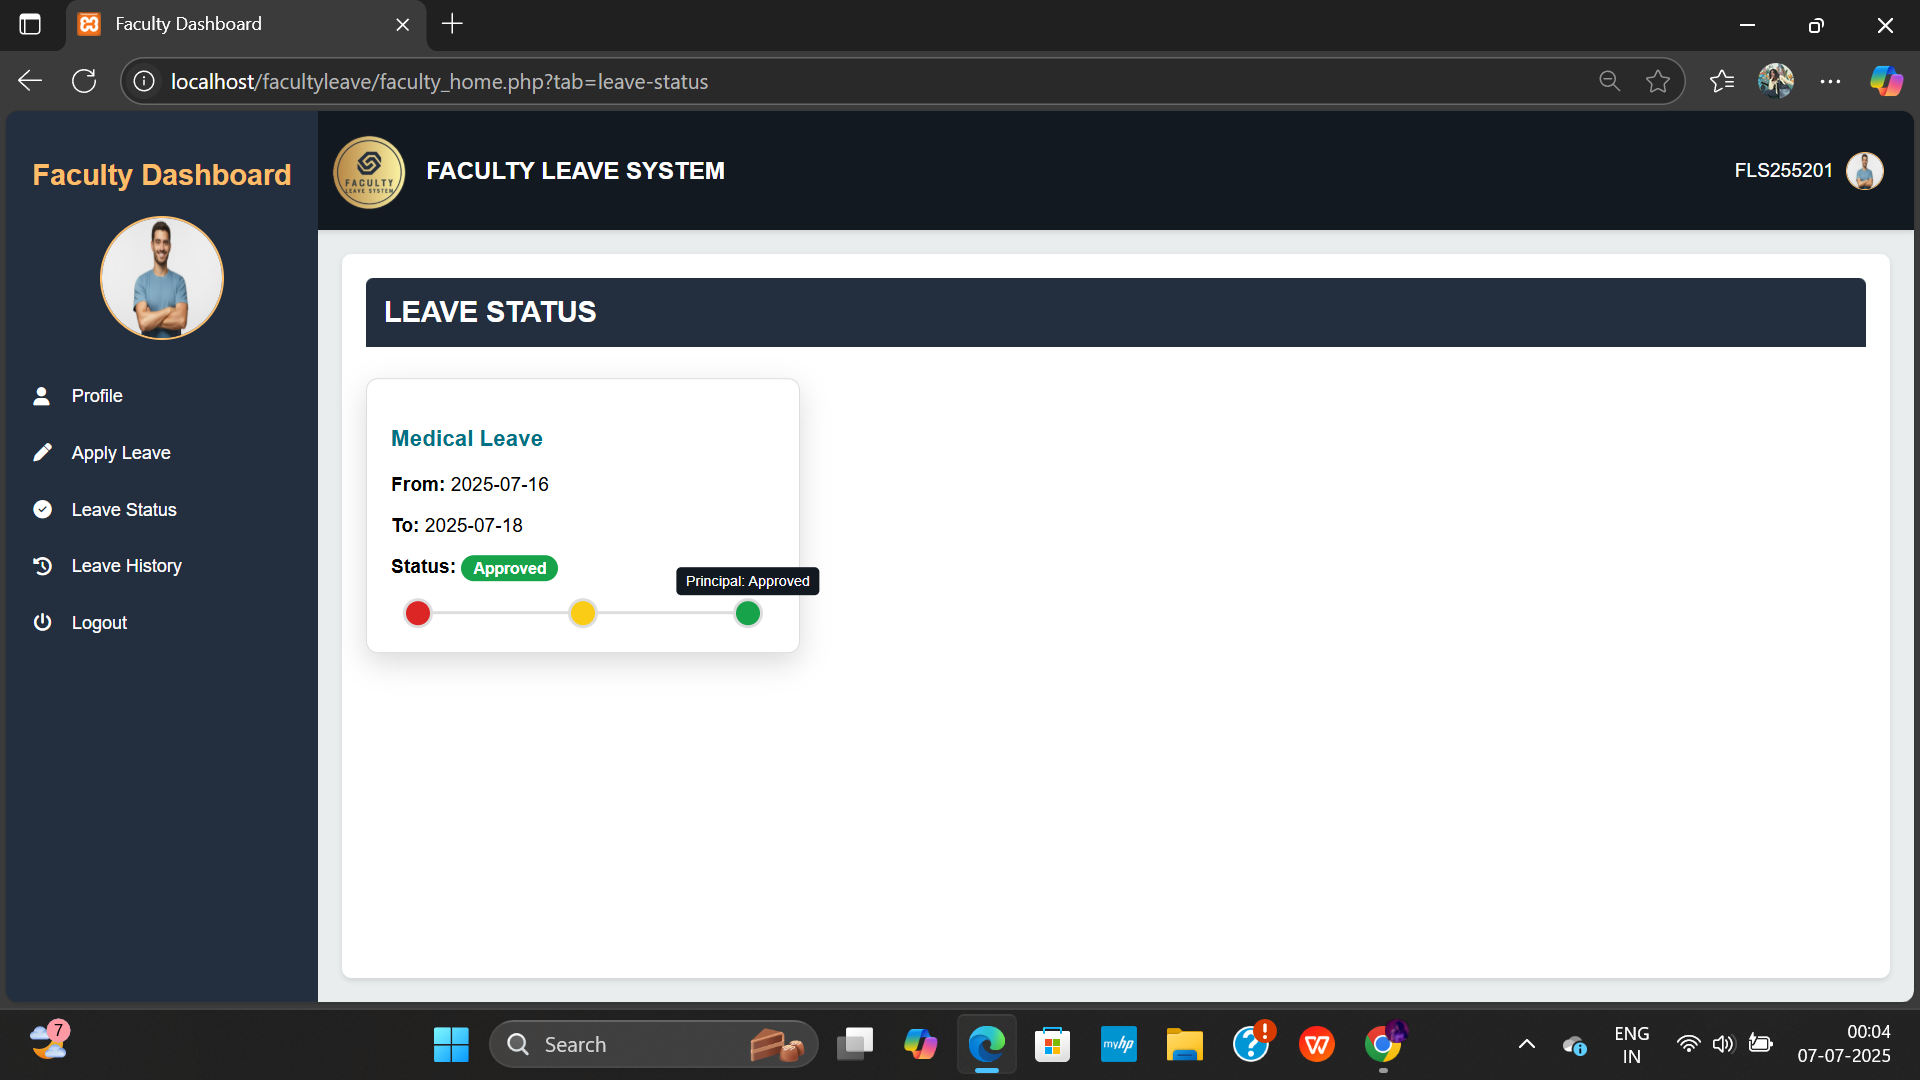 Faculty Dashboard
localhost/facultyleave/faculty_home.php?tab=leave-status
Faculty Dashboard
FACULTY
LEAVE SYSTEM
FACULTY LEAVE SYSTEM
FLS255201
Profile
Apply Leave
Leave Status
Leave History
Logout
LEAVE STATUS
Medical Leave
From: 2025-07-16
To: 2025-07-18
Status: Approved
Principal: Approved
7
Search
myhp
ENG
IN
00:04
07-07-2025